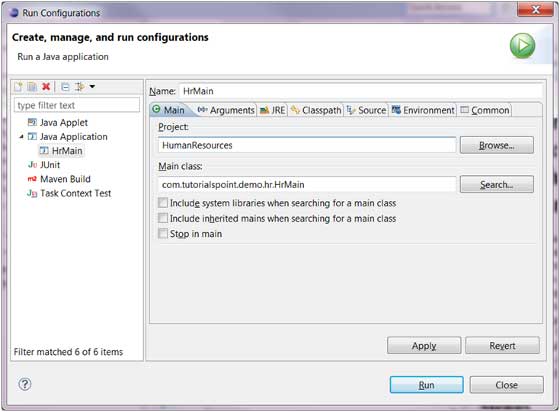 Run Configurations
Create, manage, and run configurations
Run a Java application
type filter text
Java Applet
Java Application
HrMain
JUnit
Maven Build
Task Context Test
Filter matched 6 of 6 items
Name: HrMain
Main Arguments JRE Classpath Source Environment Common
Project:
HumanResources Browse...
Main class:
com.tutorialspoint.demo.hr.HrMain Search...
Include system libraries when searching for a main class
Include inherited mains when searching for a main class
Stop in main
Apply Revert
Run Close